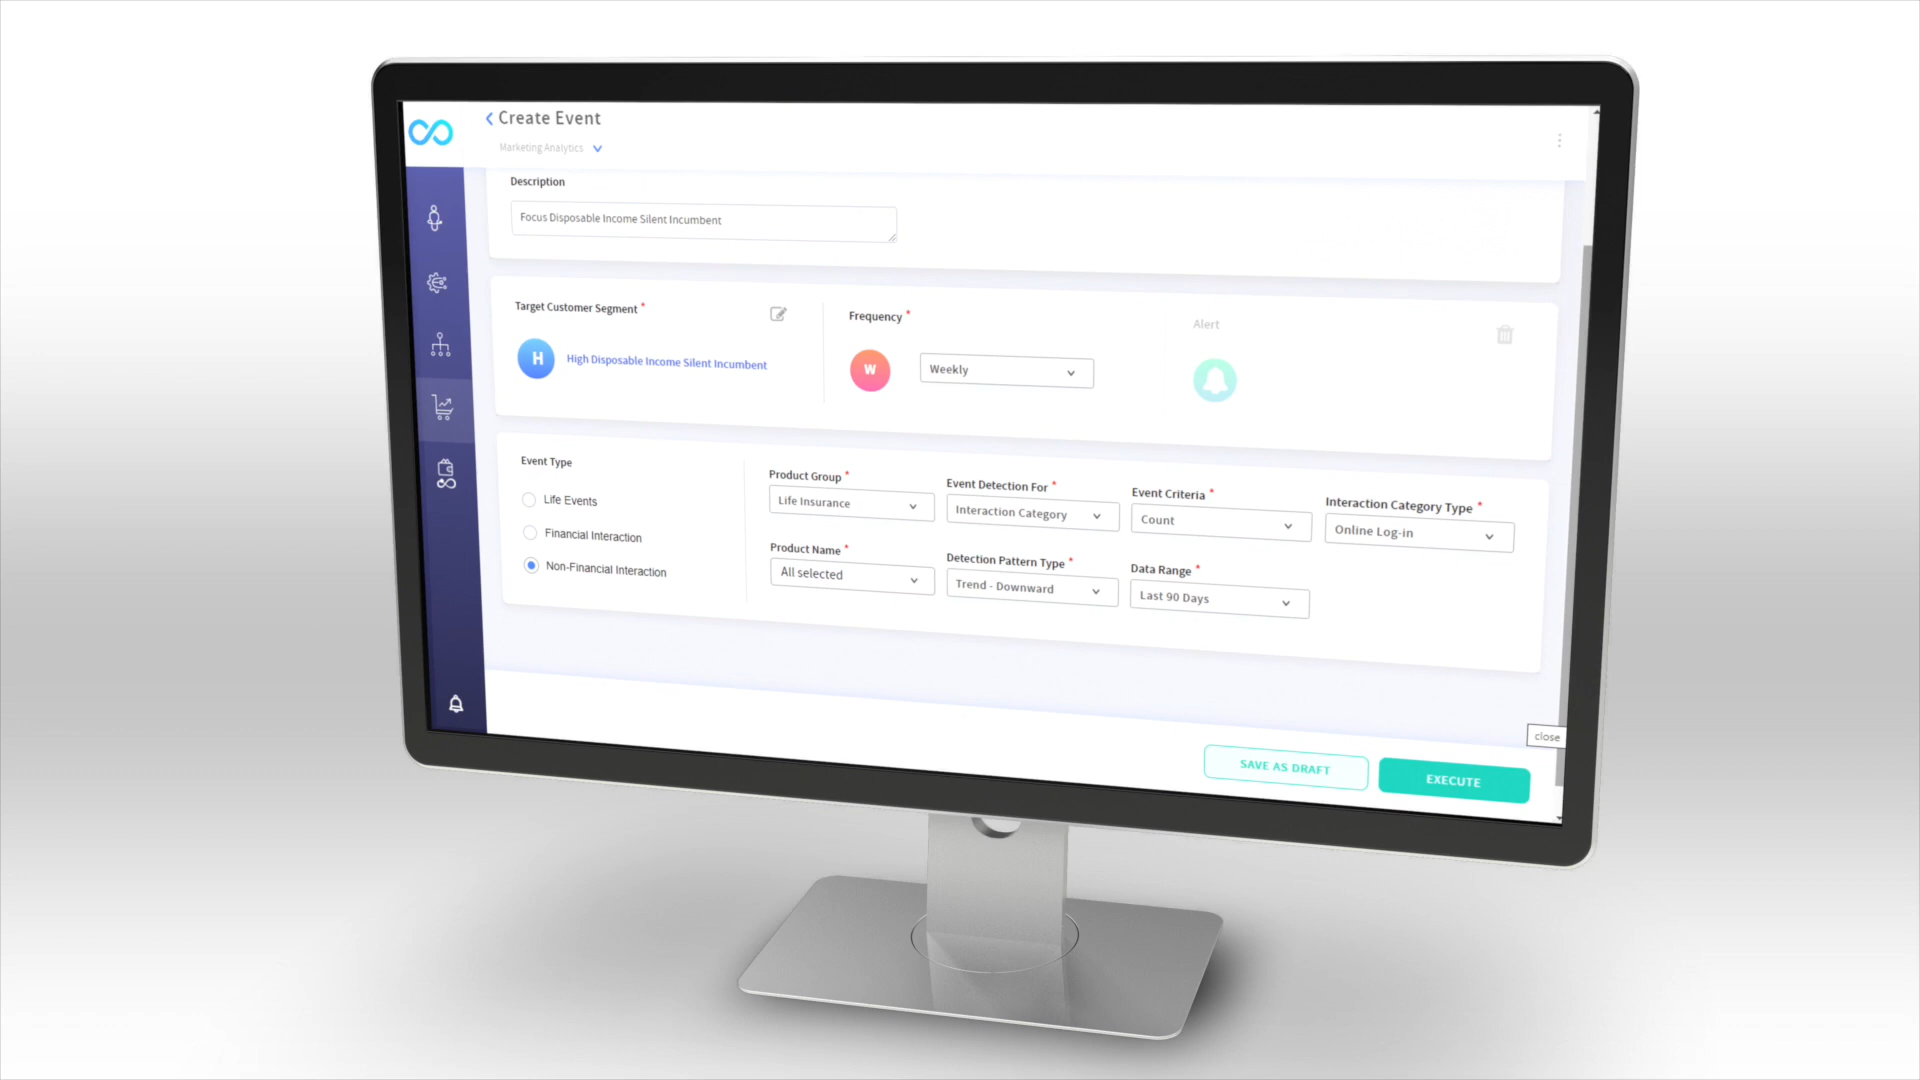 Create Event
Marketing Analytics
Description
Focus Disposable Income Silent Incumbent
Target Customer Segment *
H
High Disposable Income Silent Incumbent
Frequency *
W
Weekly
Alert
Event Type
Life Events
Financial Interaction
Non-Financial Interaction
Product Group *
Life Insurance
Event Detection For *
Interaction Category
Event Criteria *
Count
Interaction Category Type *
Online Log-in
Product Name *
All selected
Detection Pattern Type *
Trend - Downward
Data Range *
Last 90 Days
close
SAVE AS DRAFT
EXECUTE